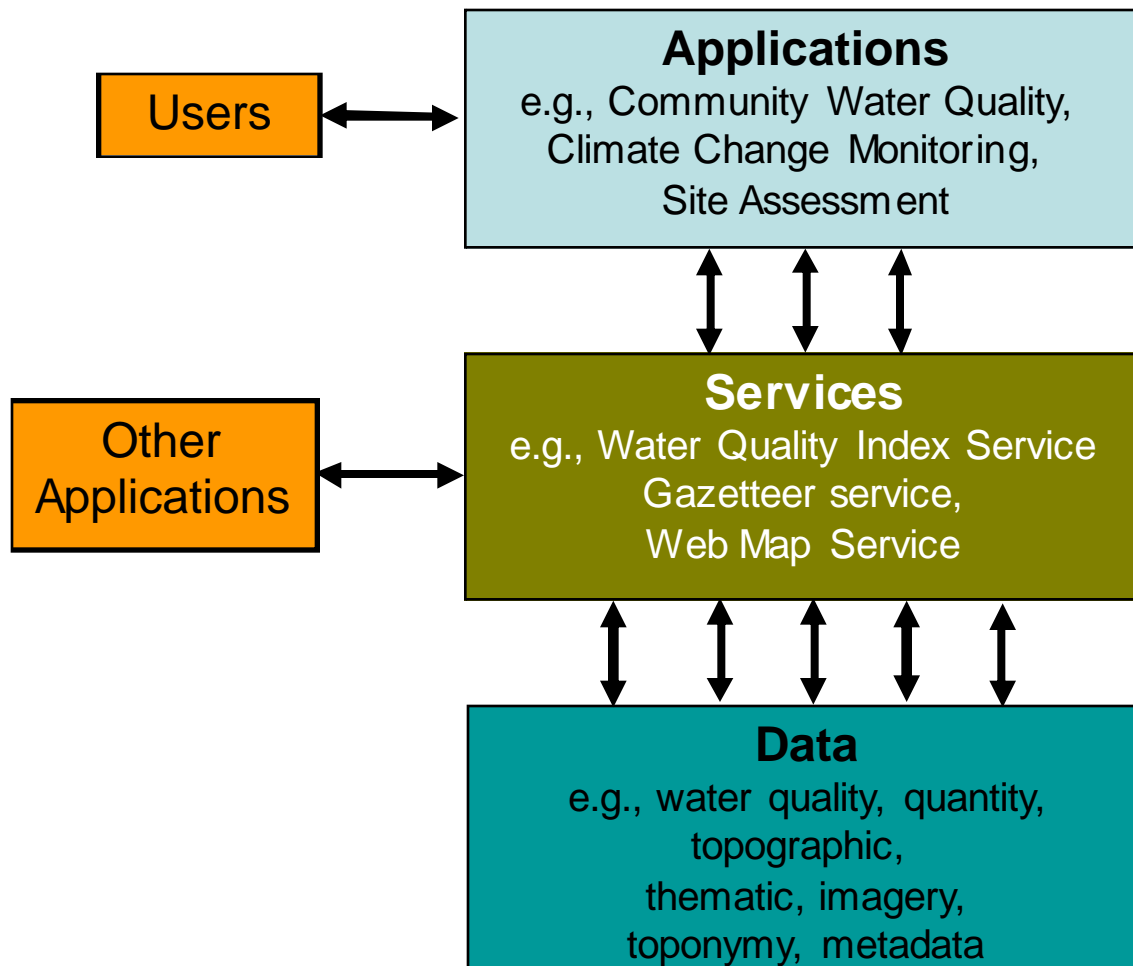 Applications
e.g., Community Water Quality,
Climate Change Monitoring,
Site Assessment
Users
Services
e.g., Water Quality Index Service
Gazetteer service,
Web Map Service
Other
Applications
Data
e.g., water quality, quantity,
topographic,
thematic, imagery,
toponymy, metadata